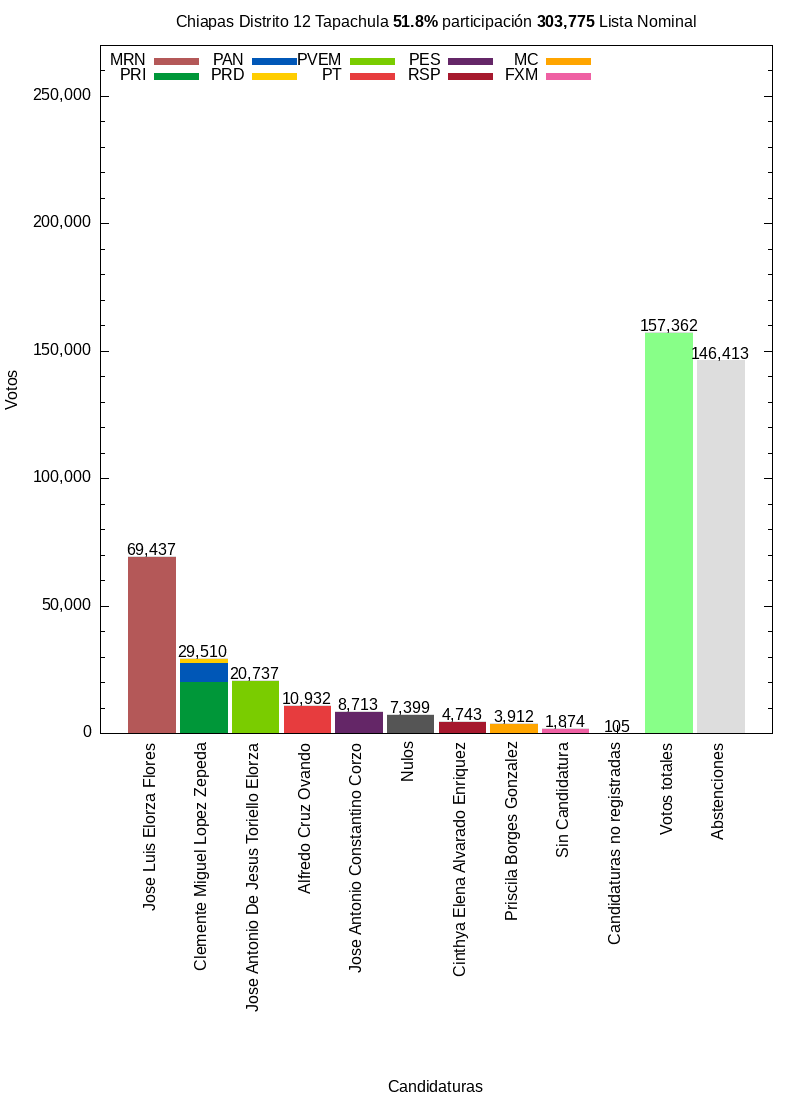 Chiapas Distrito 12 Tapachula 51.8% participación 303,775 Lista Nominal
MRN PAN PVEM PES MC
PRI PRD PT RSP FXM
250,000
200,000
150,000
100,000
50,000
0
Votos
69,437
29,510
20,737
10,932
8,713
7,399
4,743
3,912
1,874
105
157,362
146,413
Jose Luis Elorza Flores
Clemente Miguel Lopez Zepeda
Jose Antonio De Jesus Toriello Elorza
Alfredo Cruz Ovando
Jose Antonio Constantino Corzo
Nulos
Cinthya Elena Alvarado Enriquez
Priscila Borges Gonzalez
Sin Candidatura
Candidaturas no registradas
Votos totales
Abstenciones
Candidaturas